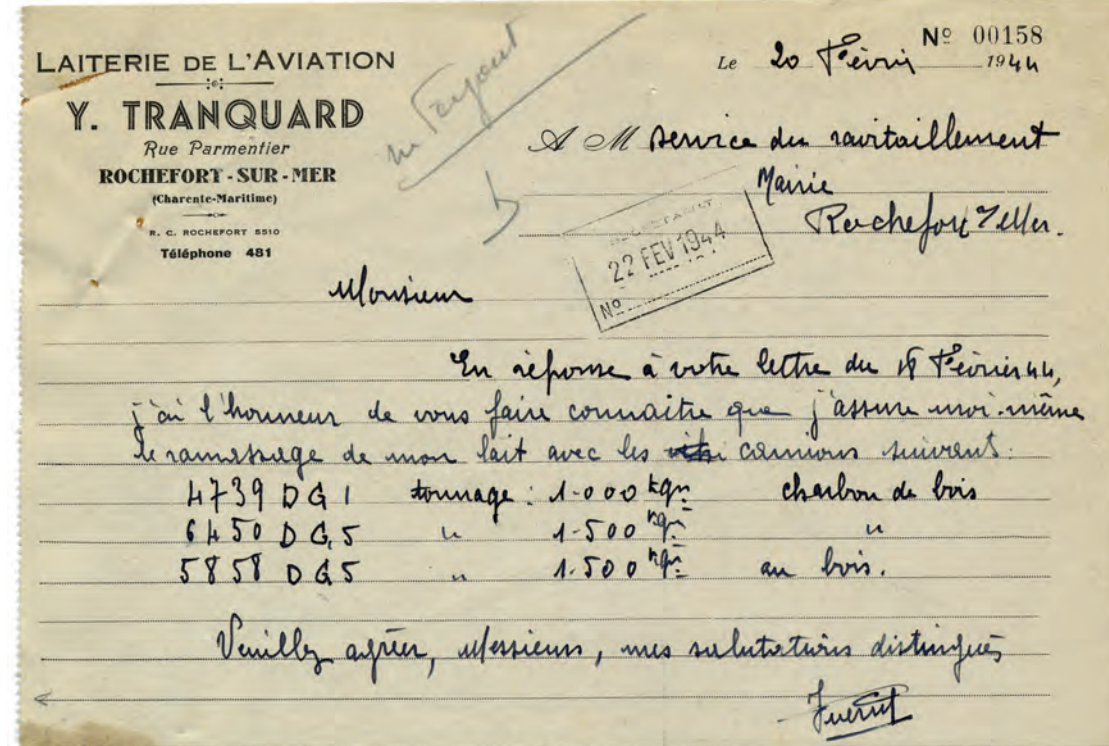 LAITERIE DE L'AVIATION
Y. TRANQUARD
Rue Parmentier
ROCHEFORT-SUR-MER
(Charente-Maritime)
R. C. ROCHEFORT 5510
Téléphone 481
Nº 00158
Le 20 Févrir 1944
A M service du ravitaillement
Mairie
Rochefort s/Mer.
22 FEV 1944
Nº
Monsieur
En réponse à votre lettre du 18 Février 44,
j'ai l'honneur de vous faire connaitre que j'assure moi-même
le ramassage de mon lait avec les camions suivant:
4739 DG 1 tonnage: 1.000 kgs charbon de bois
6450 DG 5 " 1.500 kgs "
5858 DG 5 " 1.500 kgs au bois.
Veuillez agréer, Messieurs, mes salutations distingués